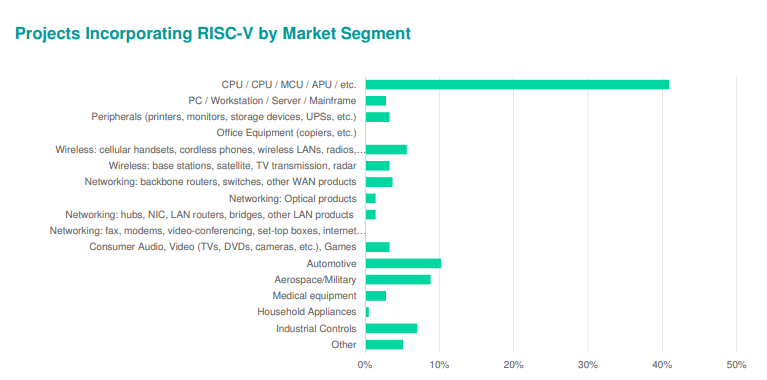 Projects Incorporating RISC-V by Market Segment
CPU / CPU / MCU / APU / etc.
PC / Workstation / Server / Mainframe
Peripherals (printers, monitors, storage devices, UPSs, etc.)
Office Equipment (copiers, etc.)
Wireless: cellular handsets, cordless phones, wireless LANs, radios,...
Wireless: base stations, satellite, TV transmission, radar
Networking: backbone routers, switches, other WAN products
Networking: Optical products
Networking: hubs, NIC, LAN routers, bridges, other LAN products
Networking: fax, modems, video-conferencing, set-top boxes, internet...
Consumer Audio, Video (TVs, DVDs, cameras, etc.), Games
Automotive
Aerospace/Military
Medical equipment
Household Appliances
Industrial Controls
Other
0% 10% 20% 30% 40% 50%